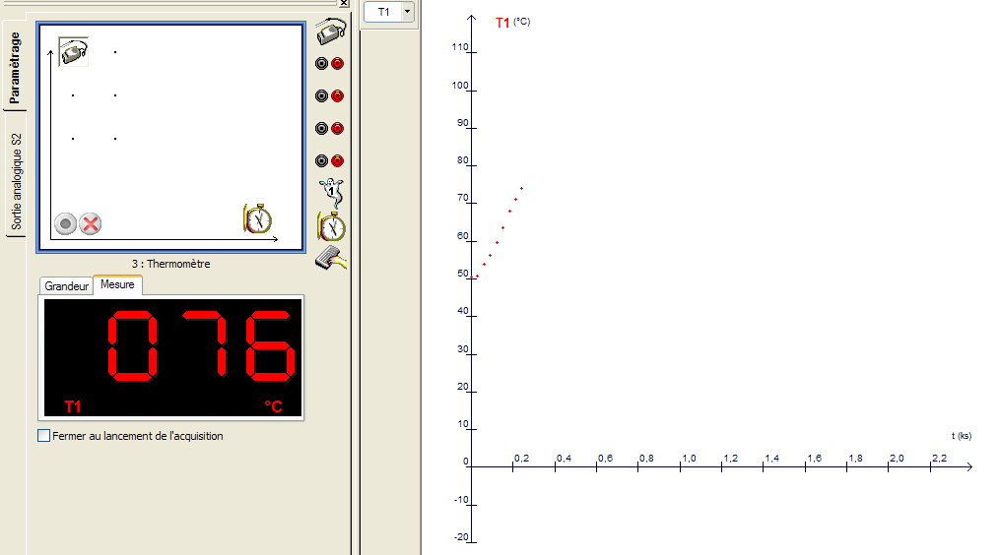 Paramètrage
Sortie analogique S2
3 : Thermomètre
Grandeur
Mesure
076
T1
°C
Fermer au lancement de l'acquisition
T1
T1 (°C)
110
100
90
80
70
60
50
40
30
20
10
0
-10
-20
0,2 0,4 0,6 0,8 1,0 1,2 1,4 1,6 1,8 2,0 2,2
t (ks)